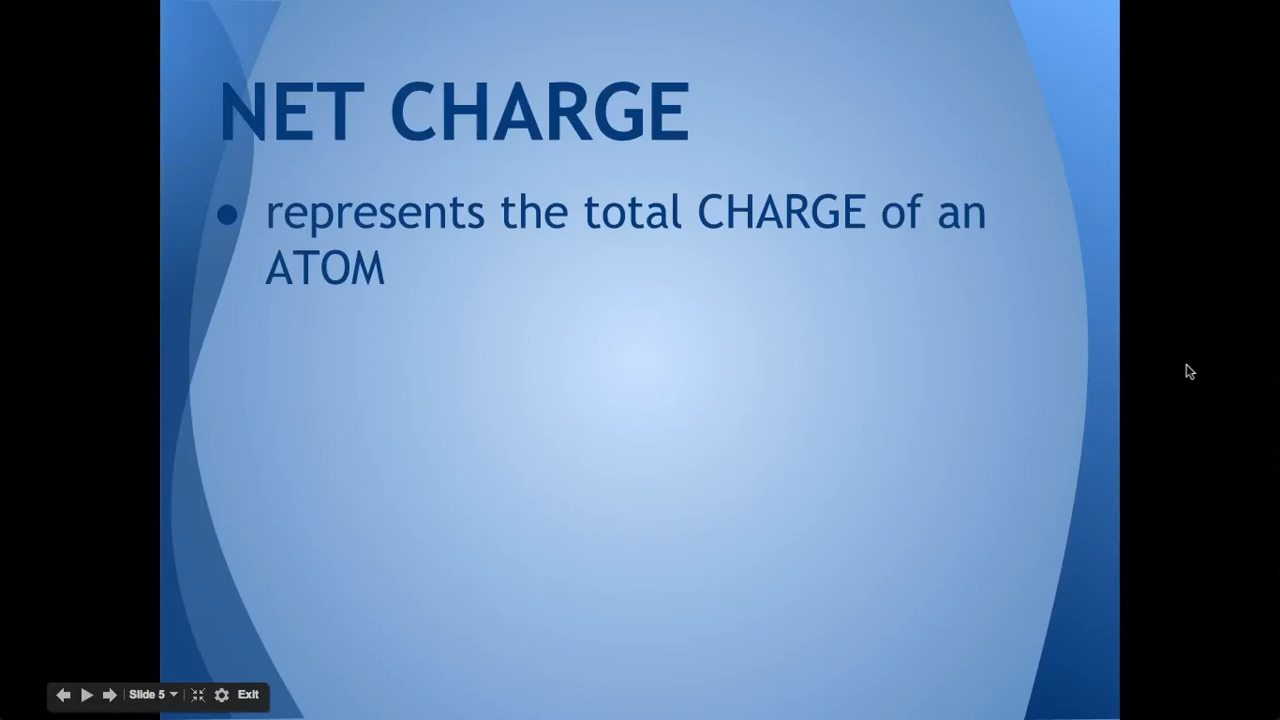 NET CHARGE
● represents the total CHARGE of an
ATOM
Slide 5
Exit